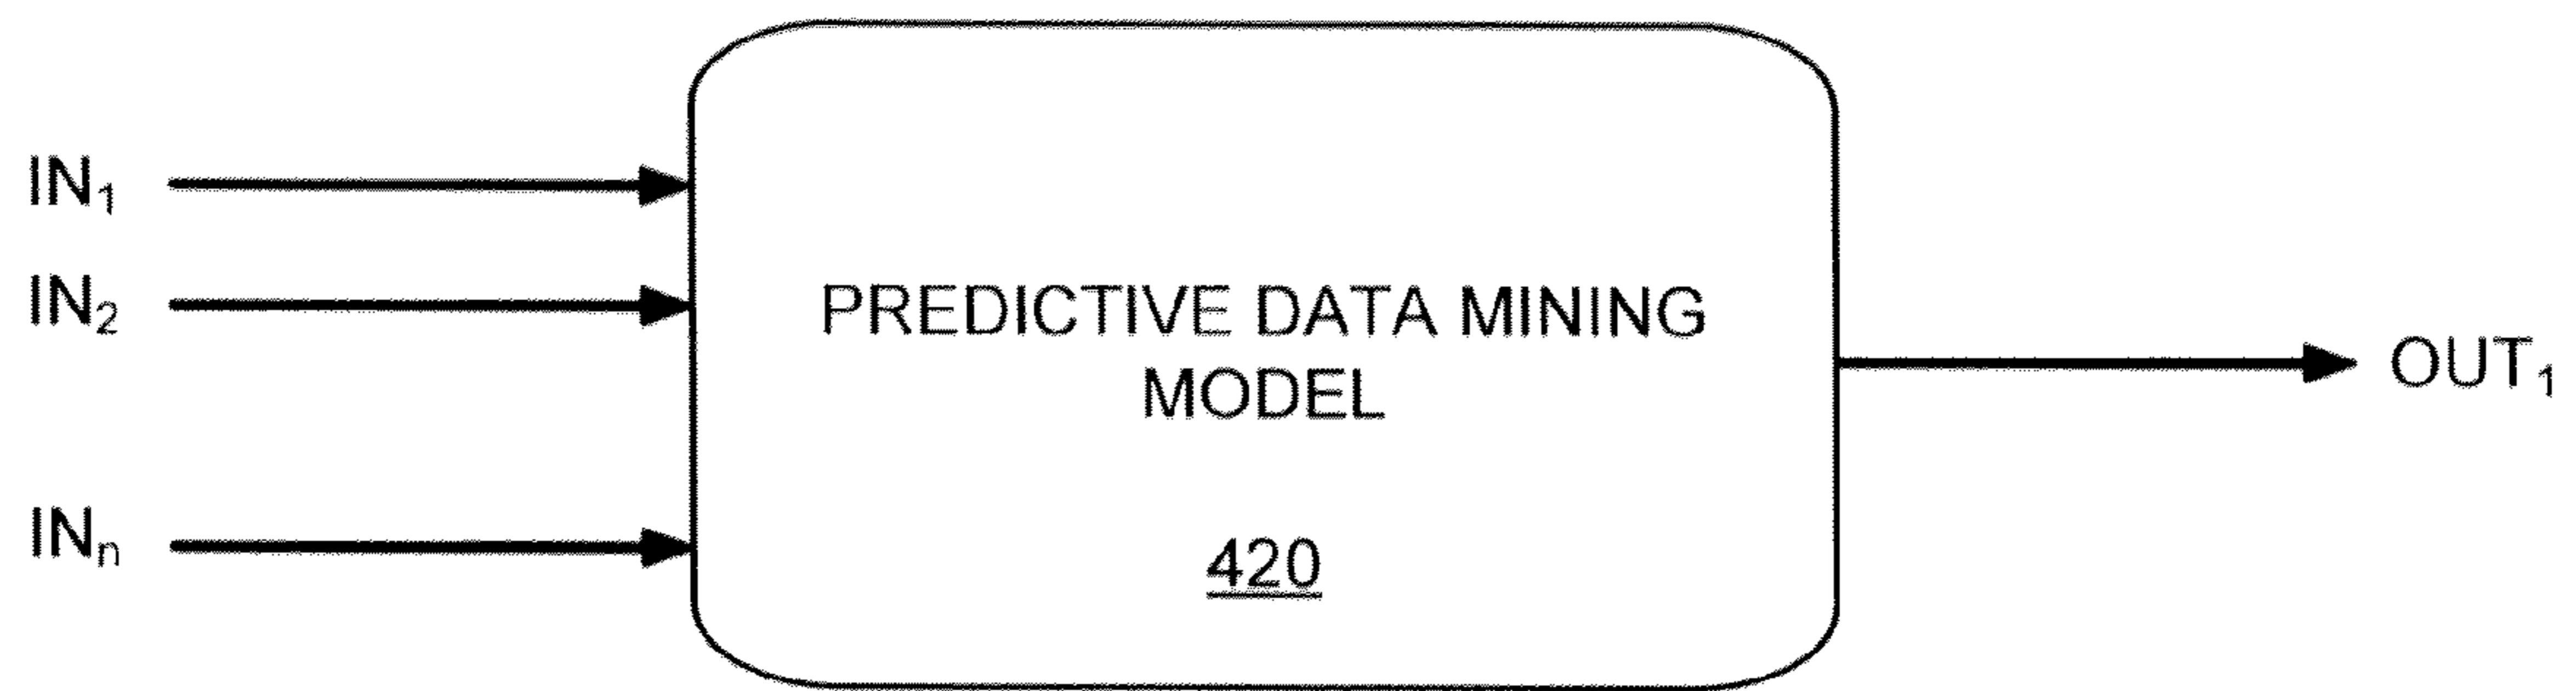 IN₁
IN₂
INₙ
PREDICTIVE DATA MINING
MODEL
420
OUT₁